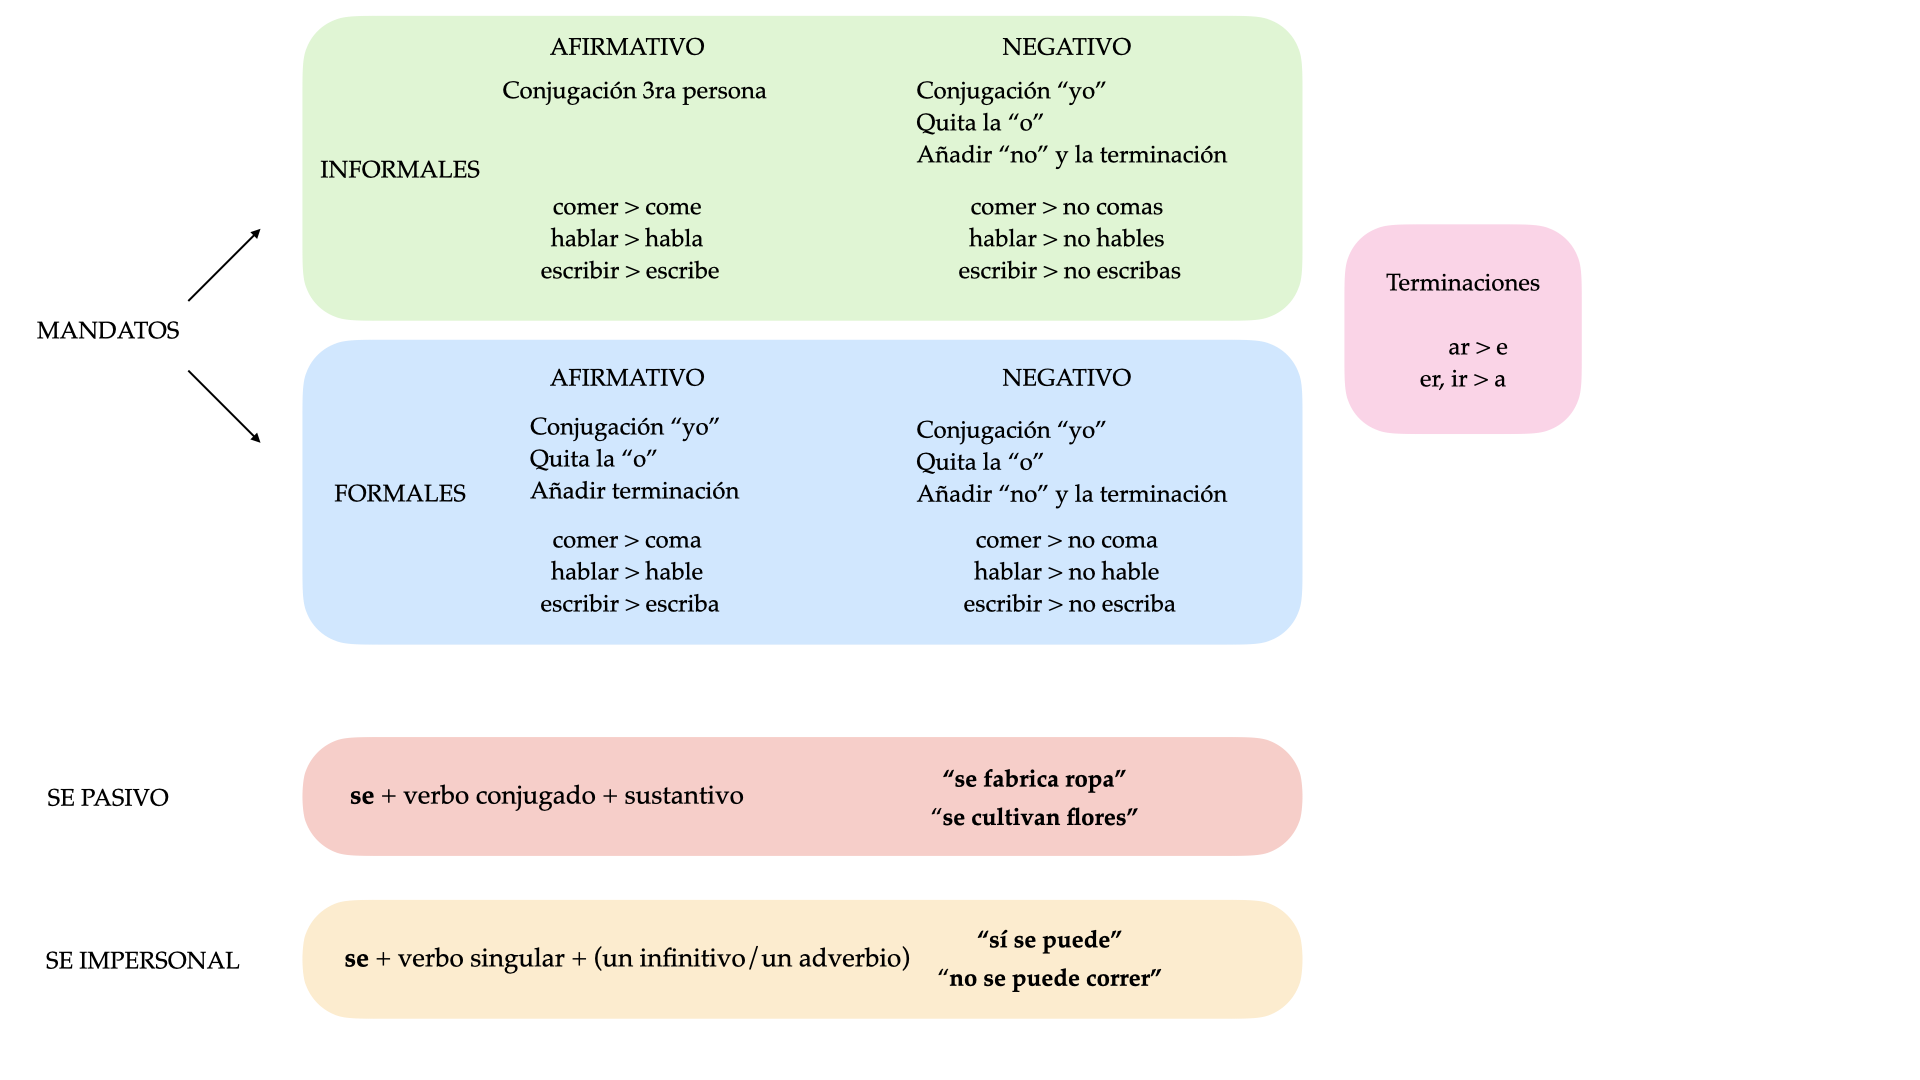 MANDATOS
INFORMALES
AFIRMATIVO
Conjugación 3ra persona
comer > come
hablar > habla
escribir > escribe
NEGATIVO
Conjugación “yo”
Quita la “o”
Añadir “no” y la terminación
comer > no comas
hablar > no hables
escribir > no escribas
FORMALES
AFIRMATIVO
Conjugación “yo”
Quita la “o”
Añadir terminación
comer > coma
hablar > hable
escribir > escriba
NEGATIVO
Conjugación “yo”
Quita la “o”
Añadir “no” y la terminación
comer > no coma
hablar > no hable
escribir > no escriba
Terminaciones
ar > e
er, ir > a
SE PASIVO
se + verbo conjugado + sustantivo
“se fabrica ropa”
“se cultivan flores”
SE IMPERSONAL
se + verbo singular + (un infinitivo/un adverbio)
“sí se puede”
“no se puede correr”